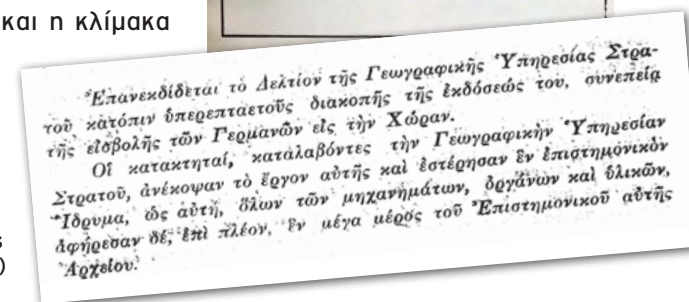 και η κλίμακα
Ἐπανεκδίδεται τὸ Δελτίον τῆς Γεωγραφικῆς Ὑπηρεσίας Στρα-
τοῦ κατόπιν ὑπερεπταετοῦς διακοπῆς τῆς ἐκδόσεώς του, συνεπείᾳ
τῆς εἰσβολῆς τῶν Γερμανῶν εἰς τὴν Χώραν.
Οἱ κατακτηταί, καταλαβόντες τὴν Γεωγραφικὴν Ὑπηρεσίαν
Στρατοῦ, ἀνέκοψαν τὸ ἔργον αὐτῆς καὶ ἐστέρησαν ἓν ἐπιστημονικὸν
Ἵδρυμα, ὡς αὐτή, ὅλων τῶν μηχανημάτων, ὀργάνων καὶ ὑλικῶν,
ἀφῄρεσαν δέ, ἐπὶ πλέον, ἓν μέγα μέρος τοῦ Ἐπιστημονικοῦ αὐτῆς
Ἀρχείου.
ς
)